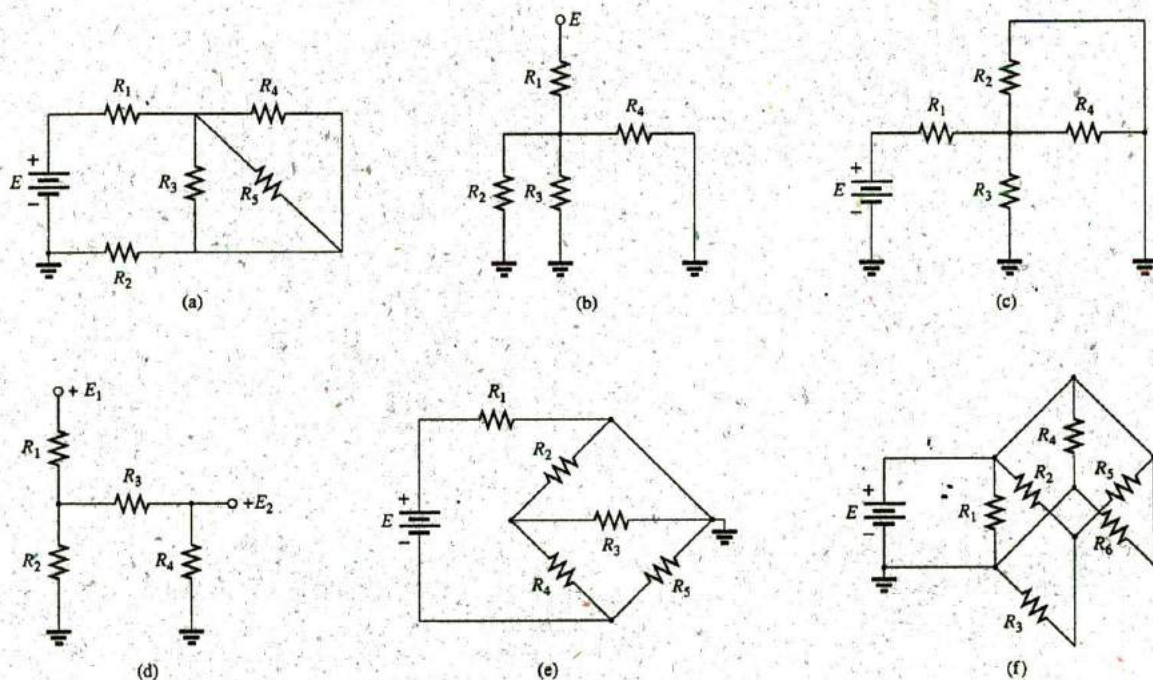 E
R1
R1 R4
R2
R4
R4
R1
+
E
−
R3
R5
R2 R3
+
E
−
R3
R2
(a)
(b)
(c)
+ E1
R1
R3
+E2
R2
R4
(d)
R1
R2
+
E
−
R3
R4
R5
(e)
R4
+
E
−
R2
R5
R1
R6
R3
(f)